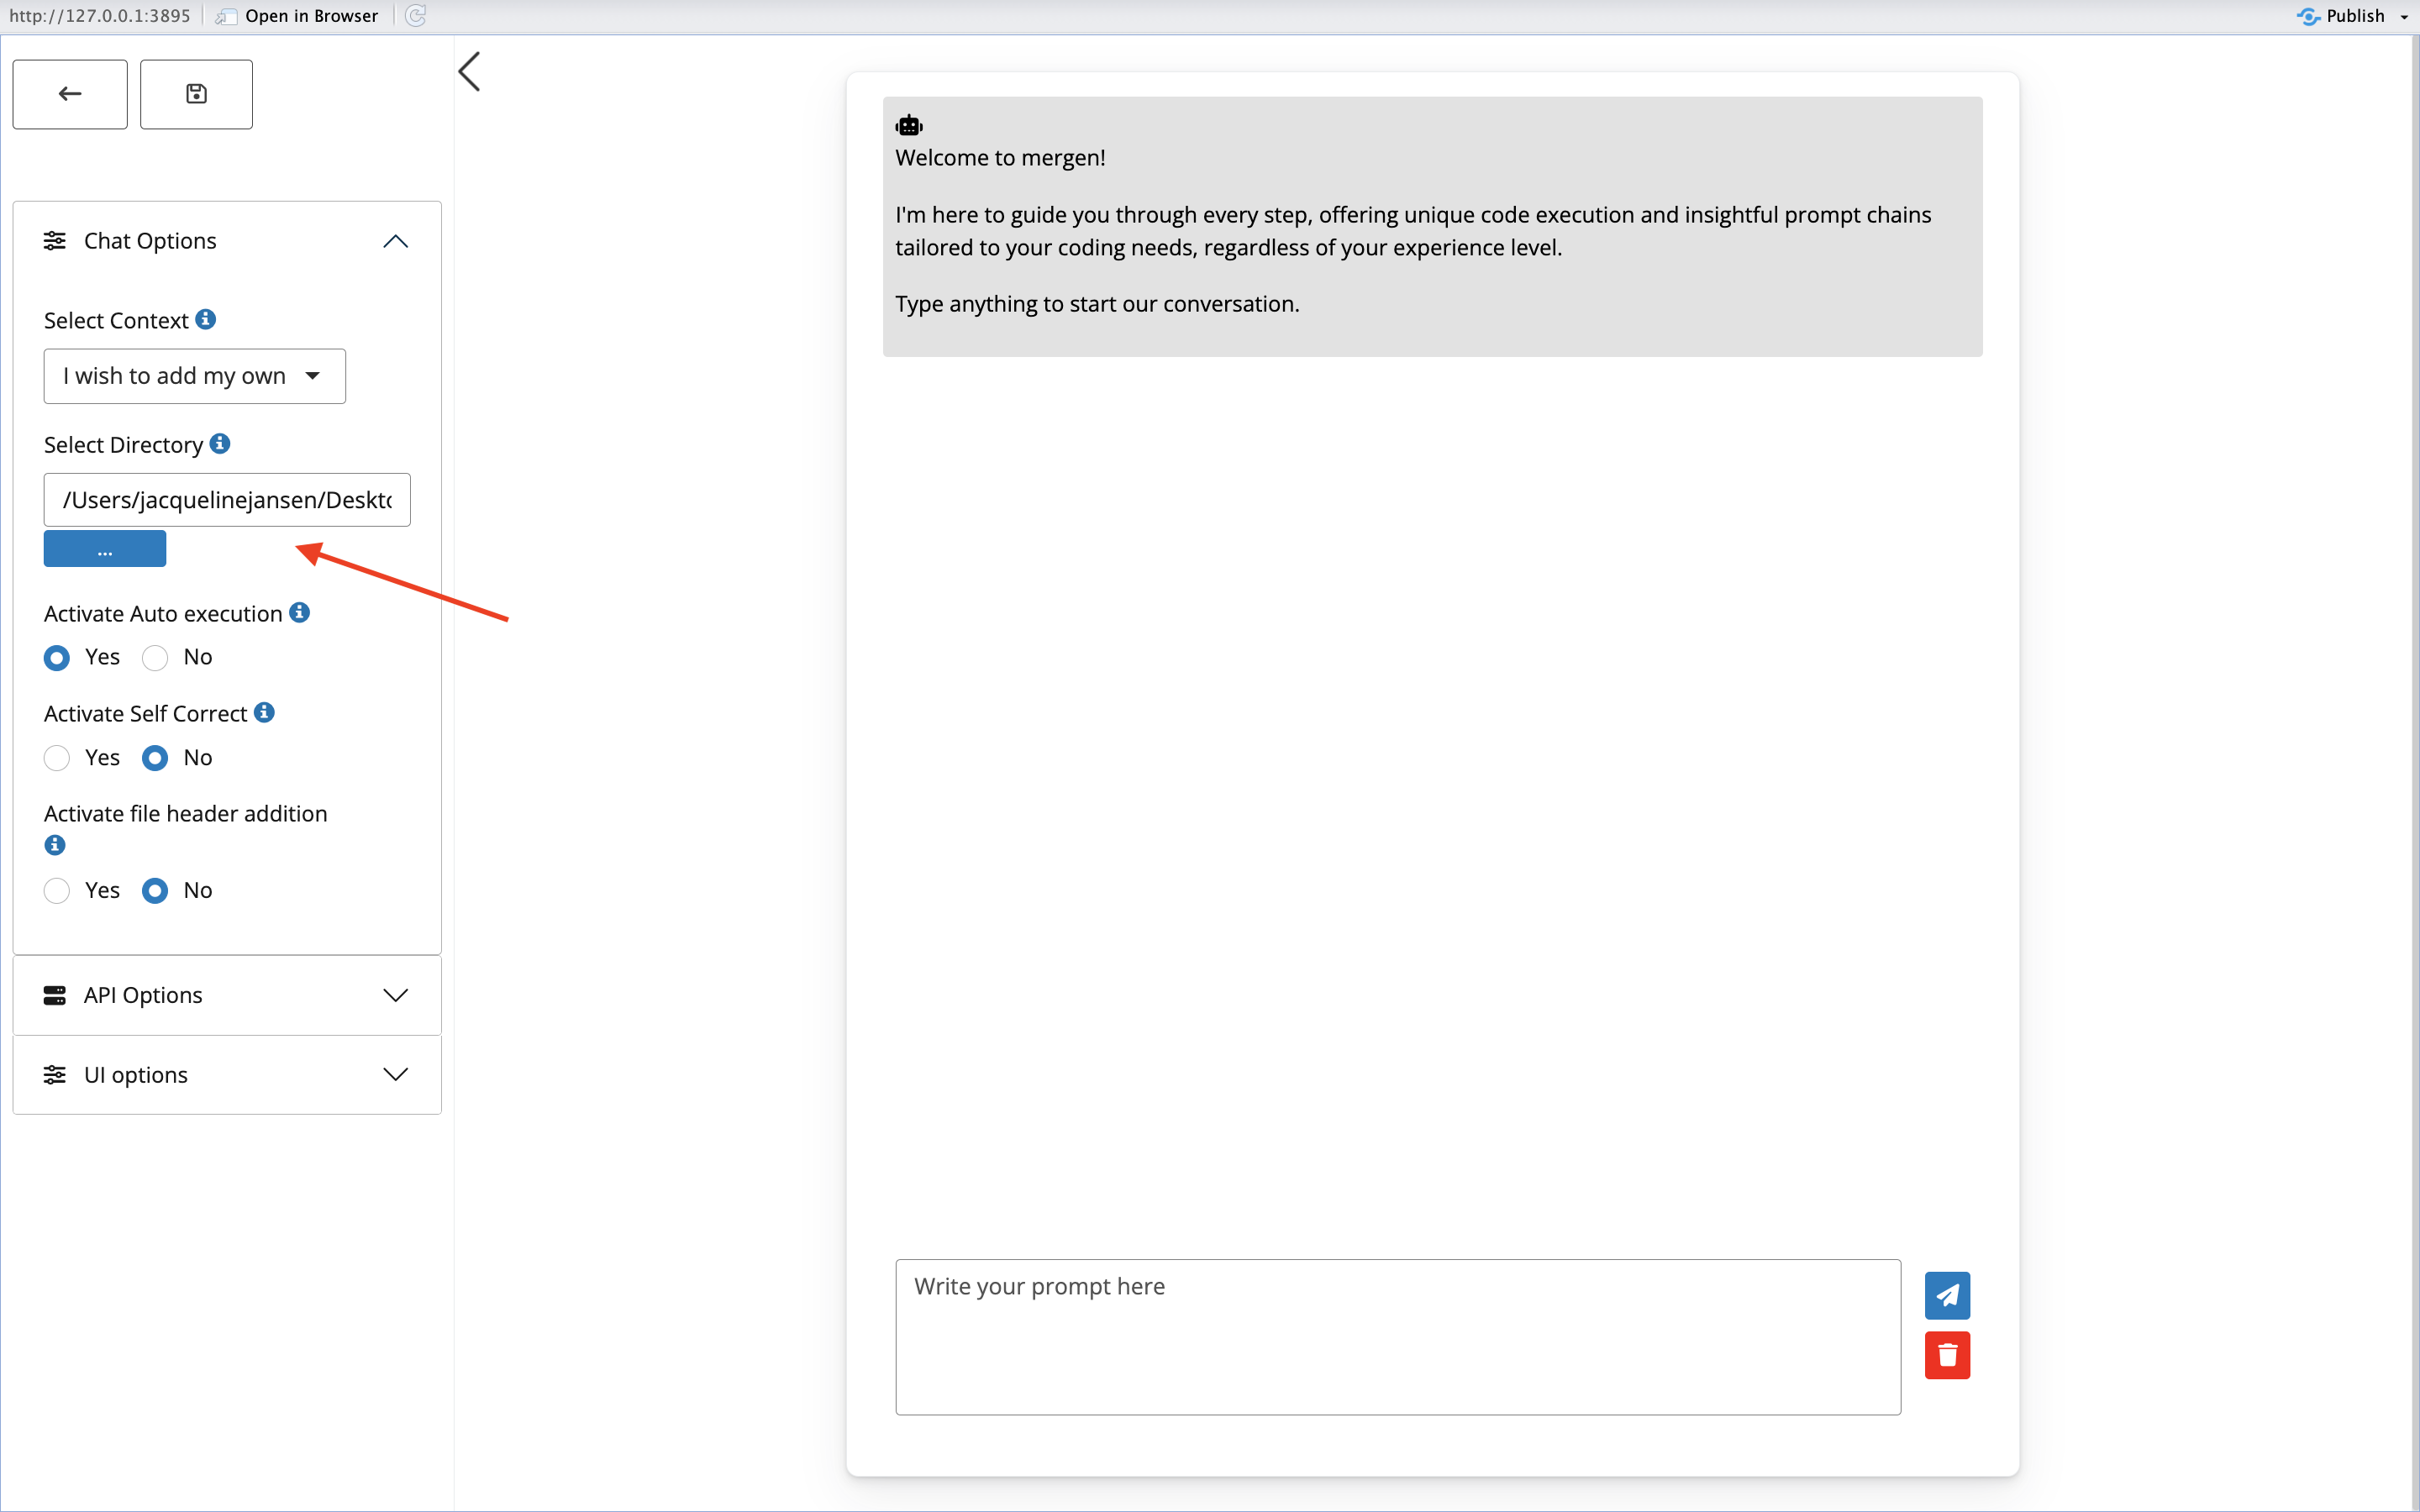 http://127.0.0.1:3895 Open in Browser Publish
Chat Options
Select Context
I wish to add my own
Select Directory
/Users/jacquelinejansen/Deskto
...
Activate Auto execution
Yes No
Activate Self Correct
Yes No
Activate file header addition
Yes No
API Options
UI options
Welcome to mergen!
I'm here to guide you through every step, offering unique code execution and insightful prompt chains
tailored to your coding needs, regardless of your experience level.
Type anything to start our conversation.
Write your prompt here